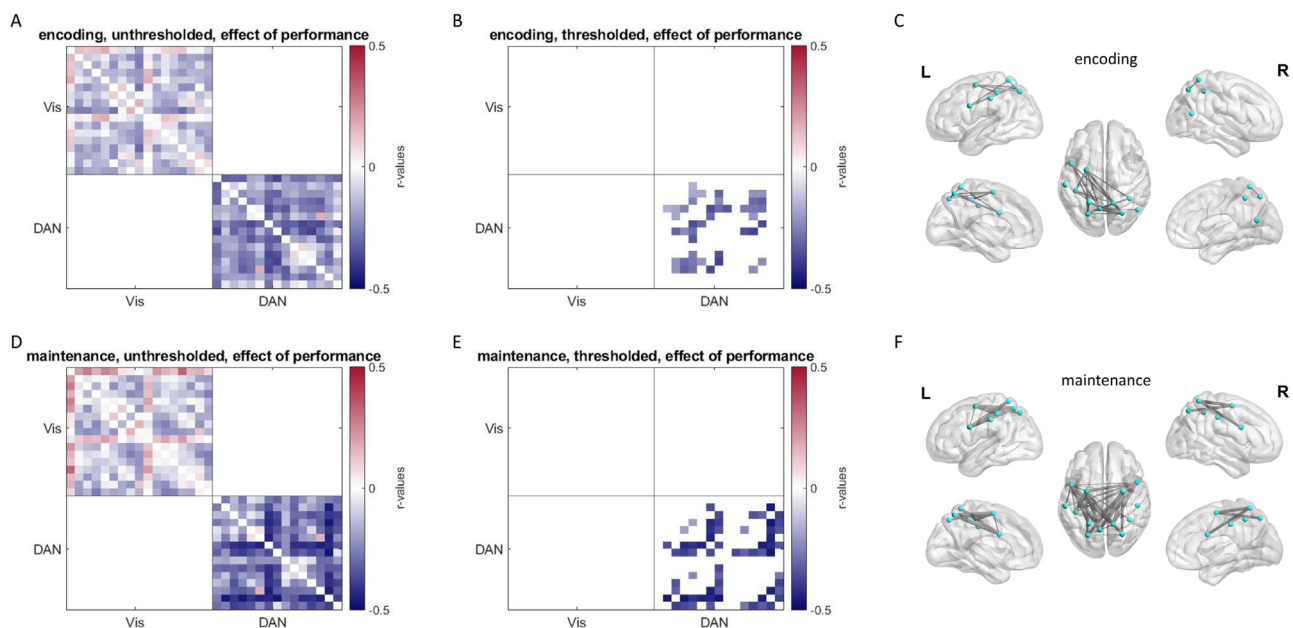 A
encoding, unthresholded, effect of performance
Vis
DAN
Vis
DAN
0.5
0
-0.5
r-values
B
encoding, thresholded, effect of performance
Vis
DAN
Vis
DAN
0.5
0
-0.5
r-values
C
encoding
L
R
D
maintenance, unthresholded, effect of performance
Vis
DAN
Vis
DAN
0.5
0
-0.5
r-values
E
maintenance, thresholded, effect of performance
Vis
DAN
Vis
DAN
0.5
0
-0.5
r-values
F
maintenance
L
R